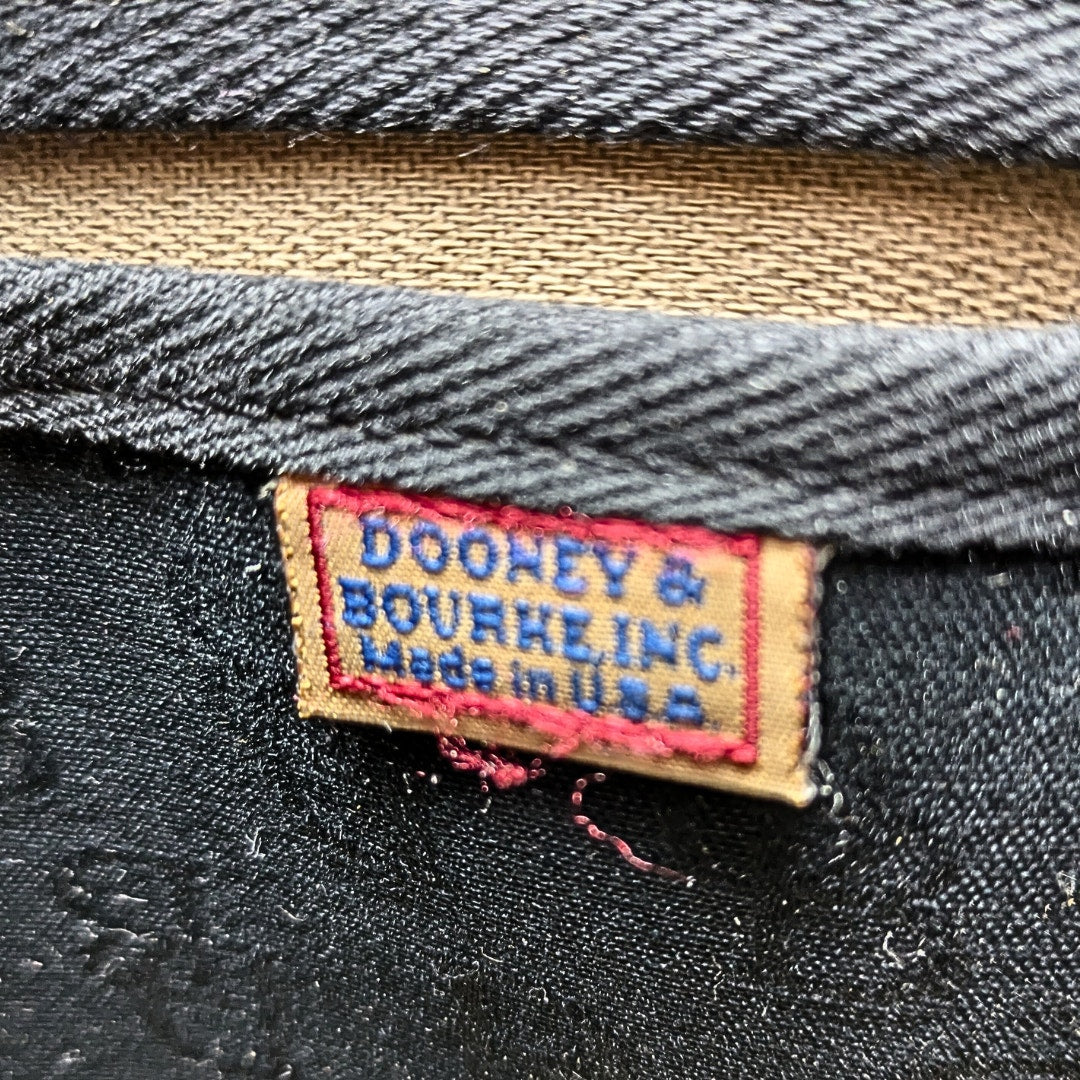 DOONEY &
BOURKE, INC.
Made in U.S.A.